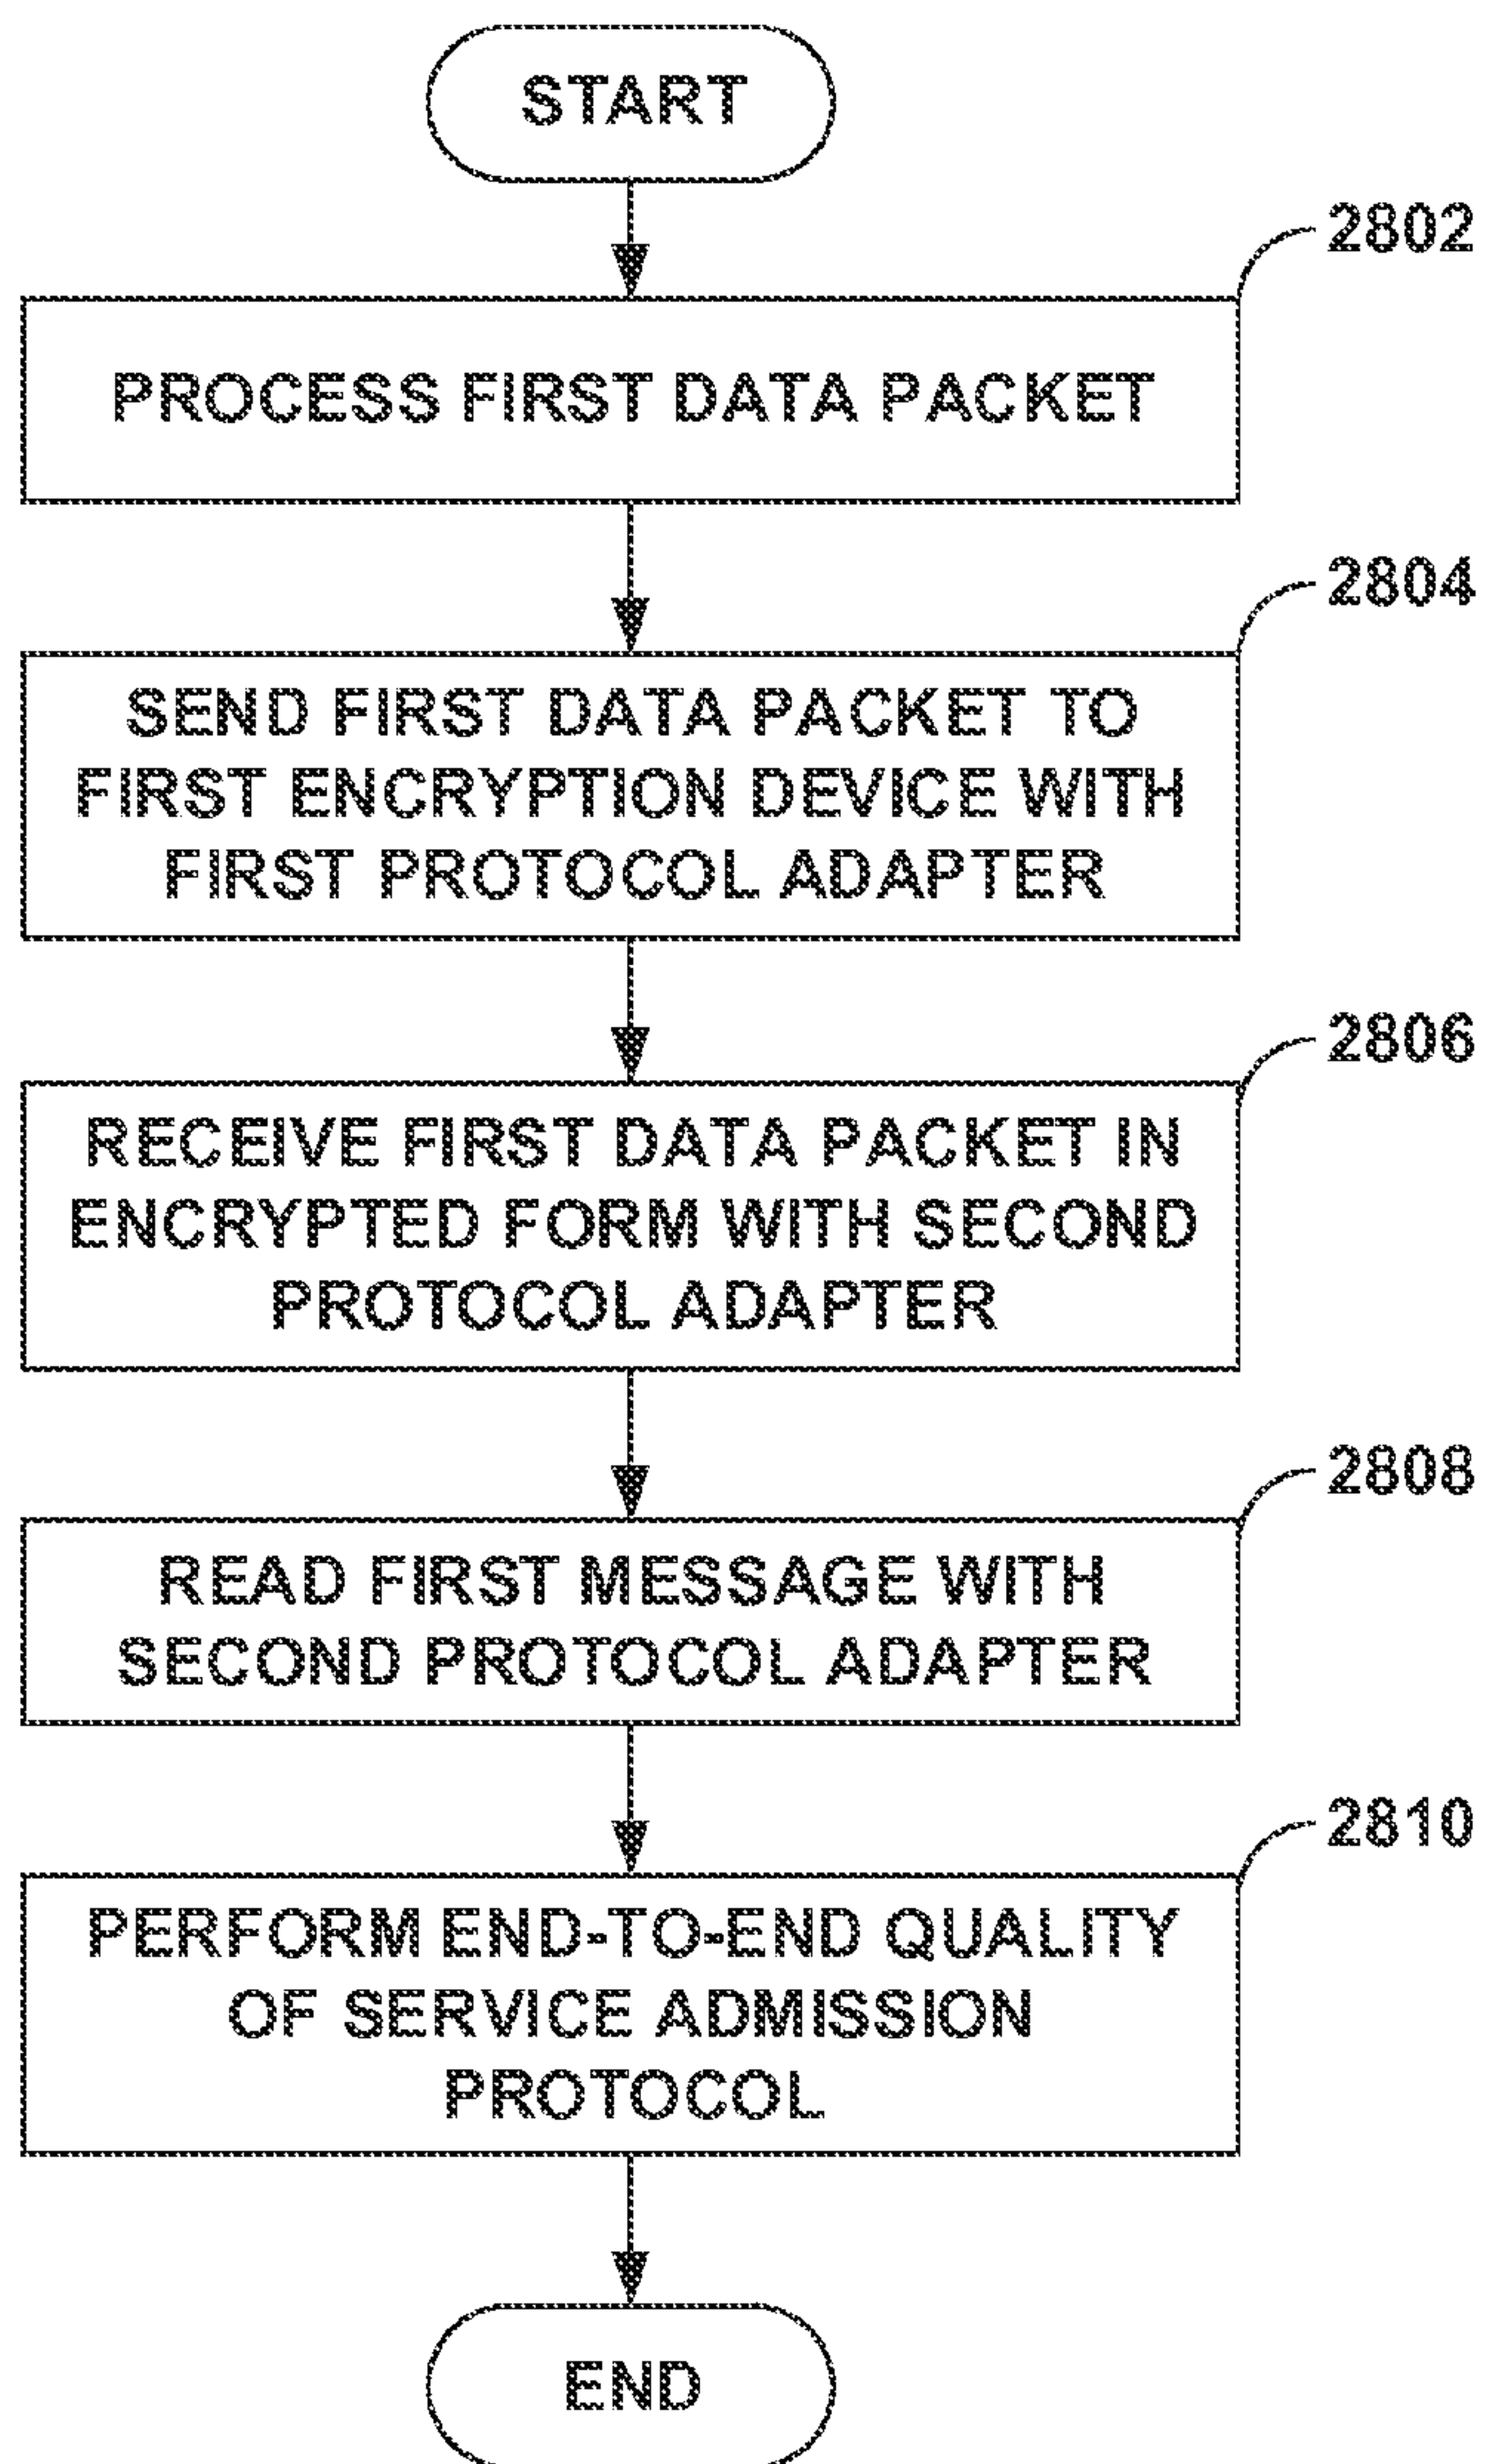 START
2802
PROCESS FIRST DATA PACKET
2804
SEND FIRST DATA PACKET TO
FIRST ENCRYPTION DEVICE WITH
FIRST PROTOCOL ADAPTER
2806
RECEIVE FIRST DATA PACKET IN
ENCRYPTED FORM WITH SECOND
PROTOCOL ADAPTER
2808
READ FIRST MESSAGE WITH
SECOND PROTOCOL ADAPTER
2810
PERFORM END-TO-END QUALITY
OF SERVICE ADMISSION
PROTOCOL
END